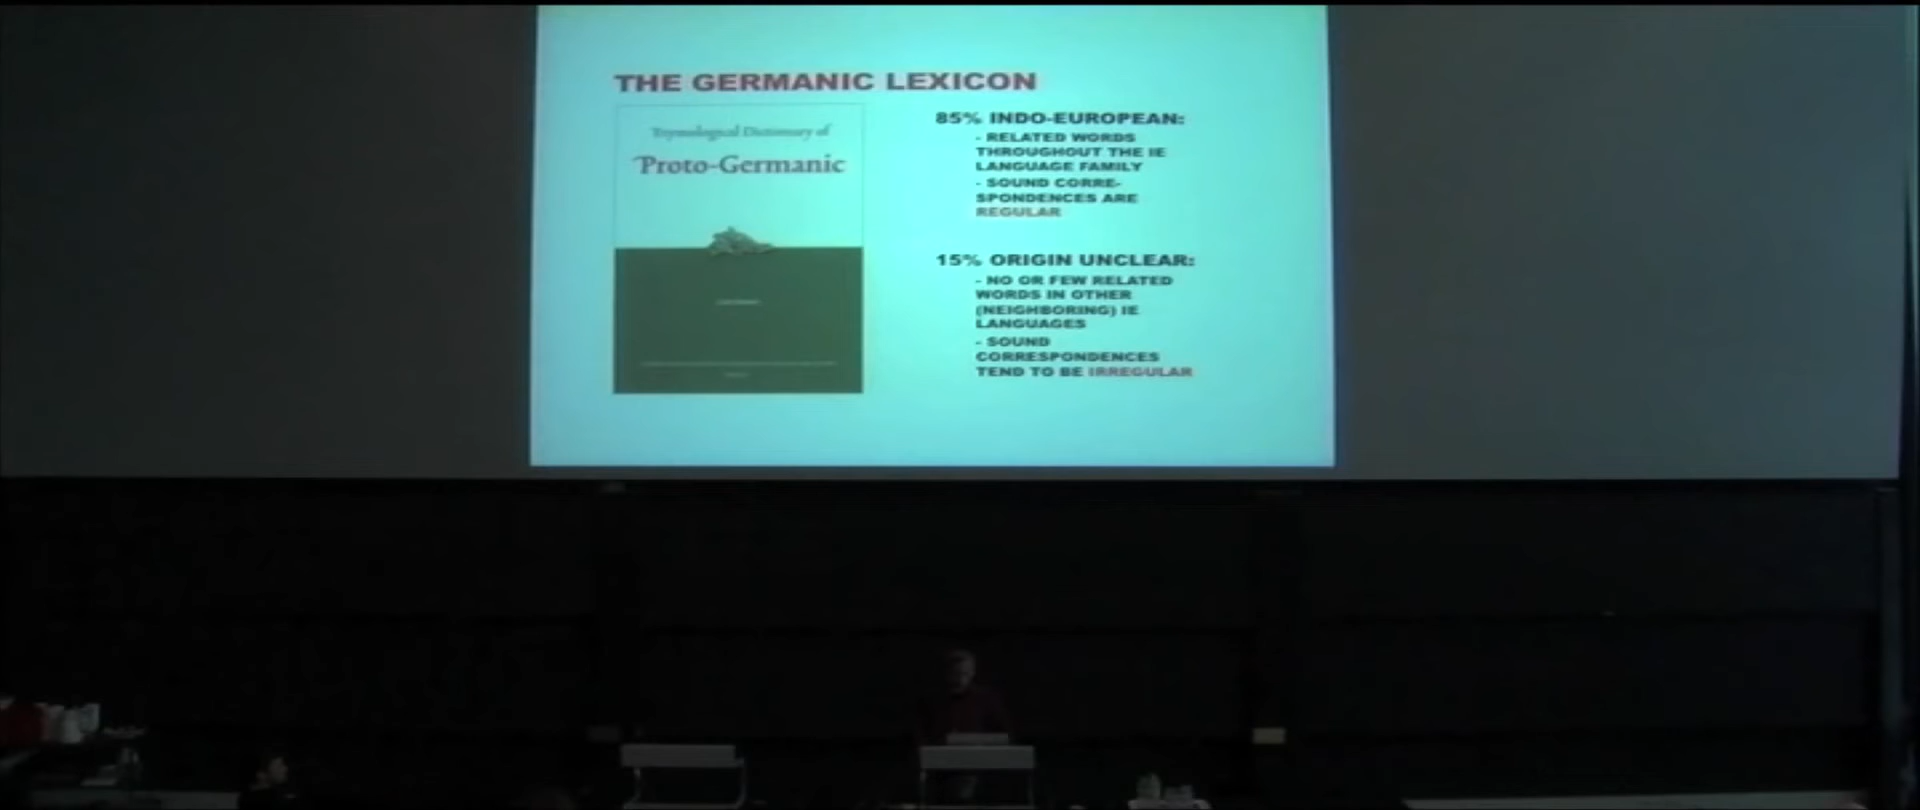 THE GERMANIC LEXICON
Etymological Dictionary of
Proto-Germanic
85% INDO-EUROPEAN:
- RELATED WORDS
THROUGHOUT THE IE
LANGUAGE FAMILY
- SOUND CORRE-
SPONDENCES ARE
REGULAR
15% ORIGIN UNCLEAR:
- NO OR FEW RELATED
WORDS IN OTHER
(NEIGHBORING) IE
LANGUAGES
- SOUND
CORRESPONDENCES
TEND TO BE IRREGULAR